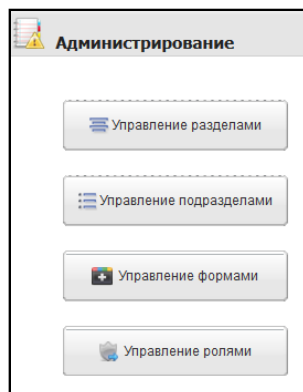 Администрирование
Управление разделами
Управление подразделами
Управление формами
Управление ролями